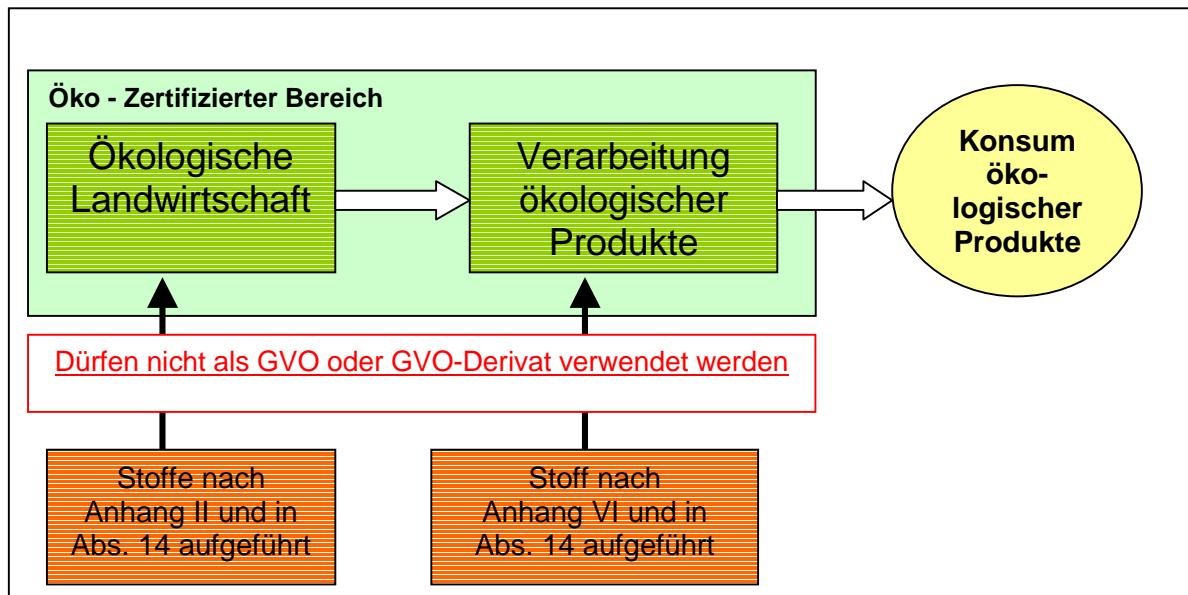 Öko - Zertifizierter Bereich
Ökologische
Landwirtschaft
Verarbeitung
ökologischer
Produkte
Konsum
öko-
logischer
Produkte
Dürfen nicht als GVO oder GVO-Derivat verwendet werden
Stoffe nach
Anhang II und in
Abs. 14 aufgeführt
Stoff nach
Anhang VI und in
Abs. 14 aufgeführt